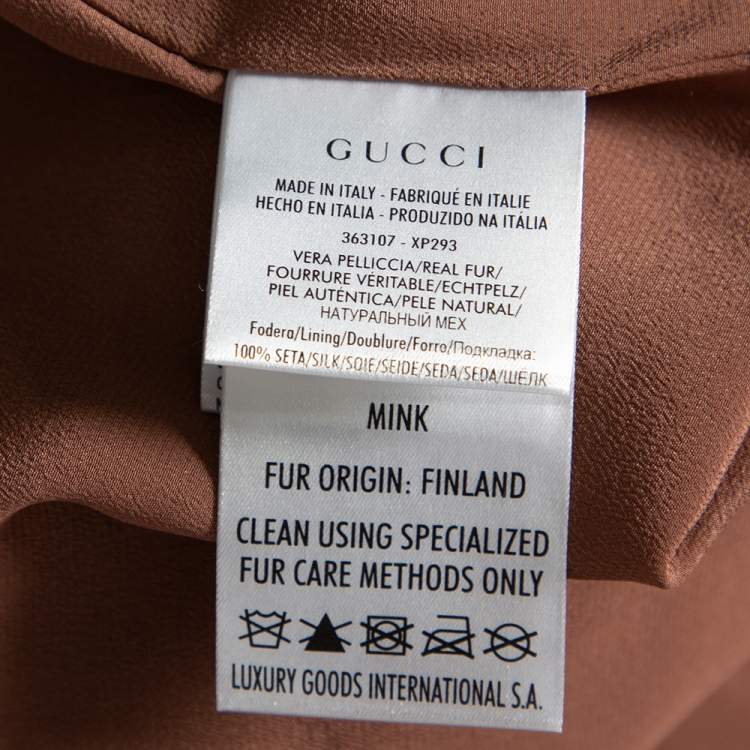 GUCCI
MADE IN ITALY - FABRIQUÉ EN ITALIE
HECHO EN ITALIA - PRODUZIDO NA ITÁLIA
363107 - XP293
VERA PELLICCIA/REAL FUR/
FOURRURE VÉRITABLE/ECHTPELZ/
PIEL AUTÉNTICA/PELE NATURAL/
НАТУРАЛЬНЫЙ МЕХ
Fodera/Lining/Doublure/Forro/Подкладка:
100% SETA/SILK/SOIE/SEIDE/SEDA/SEDA/ШЁЛК
MINK
FUR ORIGIN: FINLAND
CLEAN USING SPECIALIZED
FUR CARE METHODS ONLY
LUXURY GOODS INTERNATIONAL S.A.